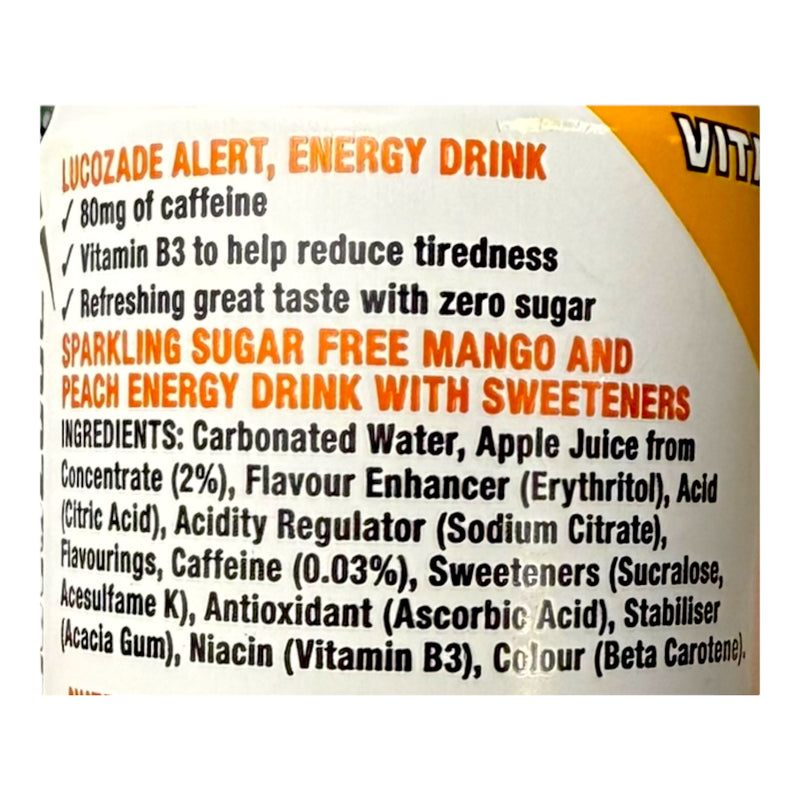 VITA
LUCOZADE ALERT, ENERGY DRINK
✓ 80mg of caffeine
✓ Vitamin B3 to help reduce tiredness
✓ Refreshing great taste with zero sugar
SPARKLING SUGAR FREE MANGO AND
PEACH ENERGY DRINK WITH SWEETENERS
INGREDIENTS: Carbonated Water, Apple Juice from
Concentrate (2%), Flavour Enhancer (Erythritol), Acid
(Citric Acid), Acidity Regulator (Sodium Citrate),
Flavourings, Caffeine (0.03%), Sweeteners (Sucralose,
Acesulfame K), Antioxidant (Ascorbic Acid), Stabiliser
(Acacia Gum), Niacin (Vitamin B3), Colour (Beta Carotene).